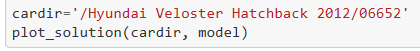 cardir='/Hyundai Veloster Hatchback 2012/06652'
plot_solution(cardir, model)